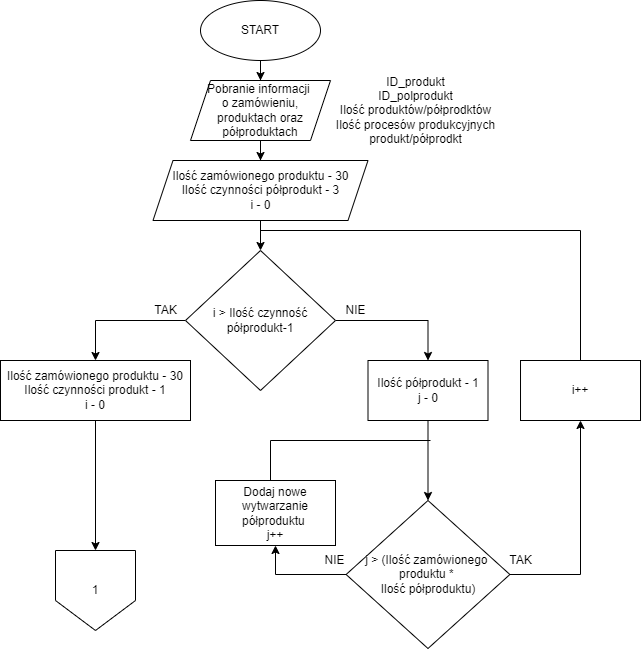 START
Pobranie informacji
o zamówieniu,
produktach oraz
półproduktach
ID_produkt
ID_polprodukt
Ilość produktów/półprodktów
Ilość procesów produkcyjnych
produkt/półprodkt
Ilość zamówionego produktu - 30
Ilość czynności półprodukt - 3
i - 0
i > Ilość czynność
półprodukt-1
TAK
NIE
Ilość zamówionego produktu - 30
Ilość czynności produkt - 1
i - 0
Ilość półprodukt - 1
j - 0
i++
Dodaj nowe
wytwarzanie
półproduktu
j++
j > (Ilość zamówionego
produktu *
Ilość półproduktu)
NIE
TAK
1